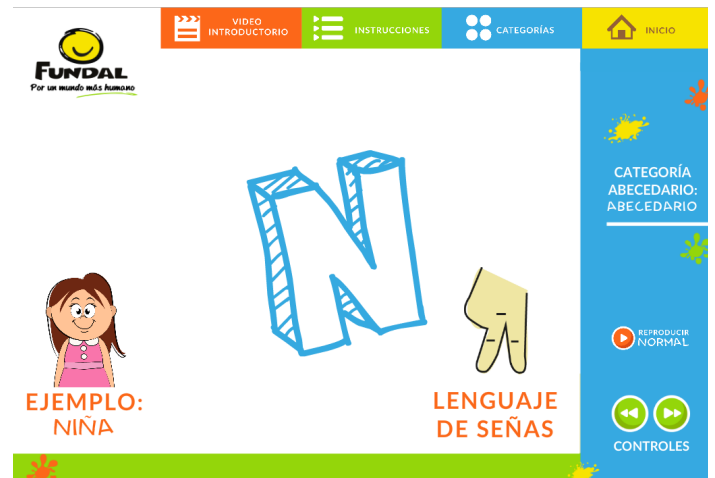 VIDEO
INTRODUCTORIO
INSTRUCCIONES
CATEGORÍAS
INICIO
FUNDAL
Por un mundo más humano
CATEGORÍA
ABECEDARIO:
ABECEDARIO
N
REPRODUCIR
NORMAL
EJEMPLO:
NIÑA
LENGUAJE
DE SEÑAS
CONTROLES